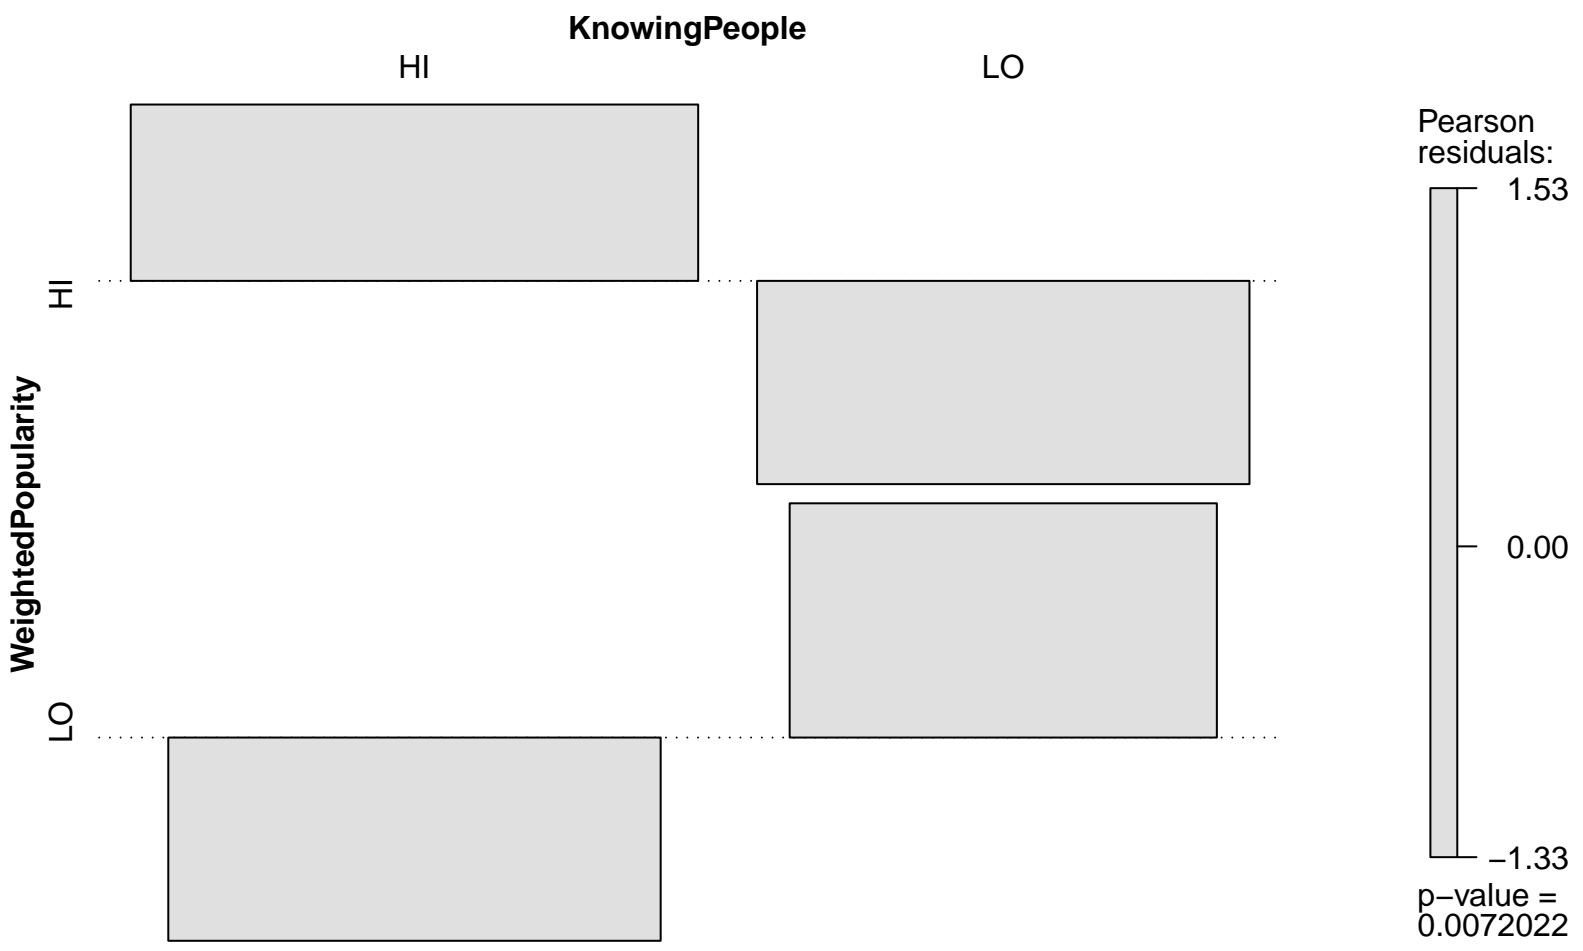 KnowingPeople
HI LO
WeightedPopularity
HI
LO
Pearson
residuals:
1.53
0.00
−1.33
p−value =
0.0072022